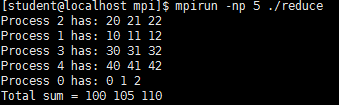 [student@localhost mpi]$ mpirun -np 5 ./reduce
Process 2 has: 20 21 22
Process 1 has: 10 11 12
Process 3 has: 30 31 32
Process 4 has: 40 41 42
Process 0 has: 0 1 2
Total sum = 100 105 110